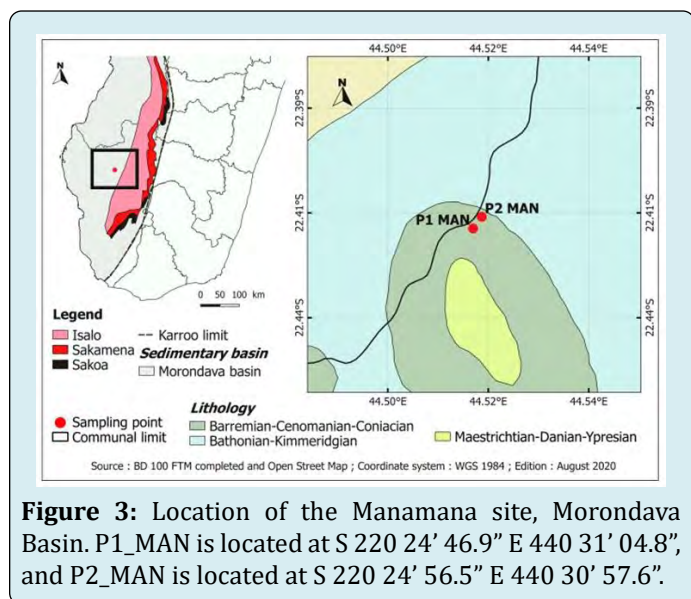 44.50°E 44.52°E 44.54°E
N
N
22.39°S
22.39°S
P2 MAN
22.41°S
22.41°S
P1 MAN
22.44°S
22.44°S
0 50 100 km
Legend
Isalo
Karroo limit
Sakamena
Sedimentary basin
Sakoa
Morondava basin
44.50°E 44.52°E 44.54°E
Sampling point
Communal limit
Lithology
Barremian-Cenomanian-Coniacian
Bathonian-Kimmeridgian
Maestrichtian-Danian-Ypresian
Source : BD 100 FTM completed and Open Street Map ; Coordinate system : WGS 1984 ; Edition : August 2020
Figure 3: Location of the Manamana site, Morondava
Basin. P1_MAN is located at S 220 24’ 46.9” E 440 31’ 04.8”,
and P2_MAN is located at S 220 24’ 56.5” E 440 30’ 57.6”.